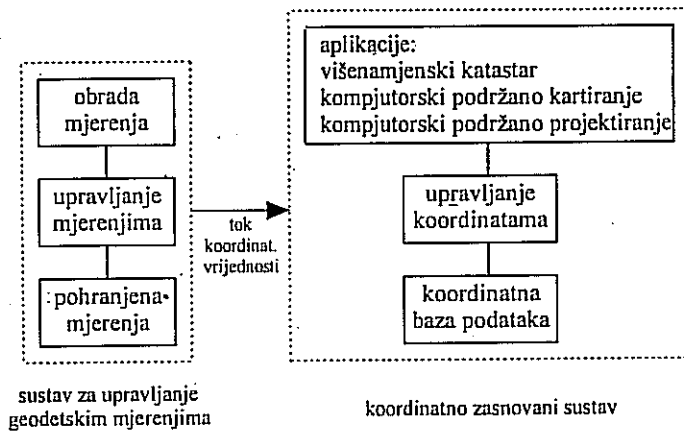 obrada
mjerenja
upravljanje
mjerenjima
pohranjena
mjerenja
sustav za upravljanje
geodetskim mjerenjima
tok
koordinat.
vrijednosti
aplikacije:
višenamjenski katastar
kompjutorski podržano kartiranje
kompjutorski podržano projektiranje
upravljanje
koordinatama
koordinatna
baza podataka
koordinatno zasnovani sustav